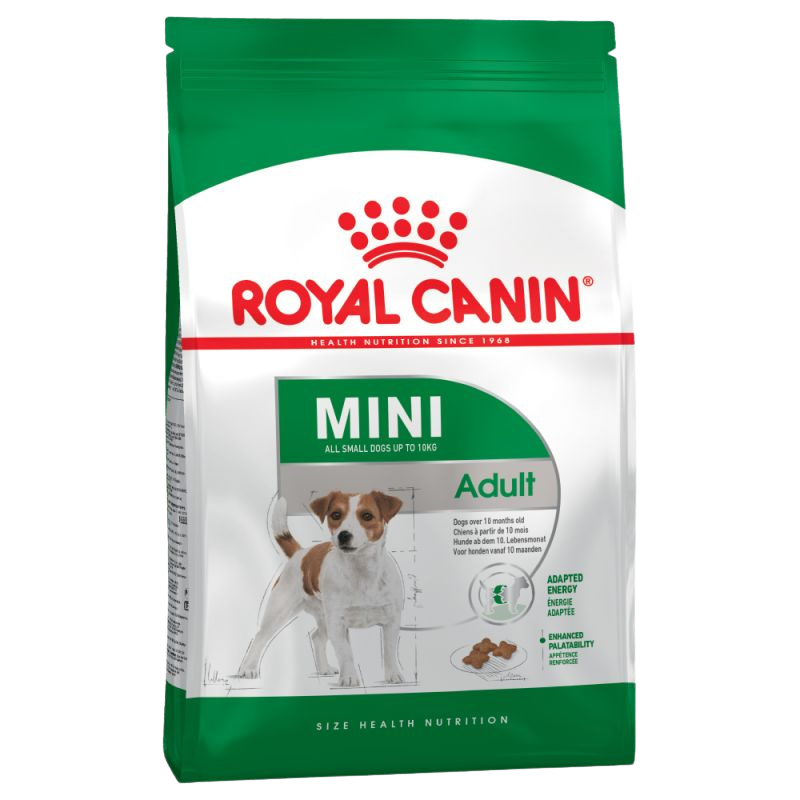 ROYAL CANIN®
HEALTH NUTRITION SINCE 1968
MINI
ALL SMALL DOGS UP TO 10KG
Adult
Dogs over 10 months old
Chiens à partir de 10 mois
Hunde ab dem 10. Lebensmonat
Voor honden vanaf 10 maanden
ADAPTED
ENERGY
ÉNERGIE
ADAPTÉE
ENHANCED
PALATABILITY
APPÉTENCE
RENFORCÉE
SIZE HEALTH NUTRITION